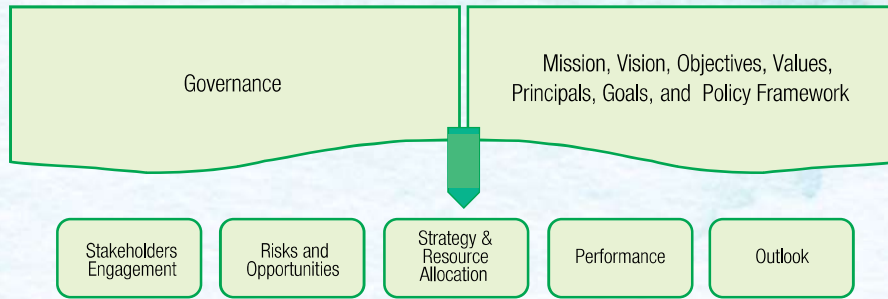 Governance
Mission, Vision, Objectives, Values,
Principals, Goals, and Policy Framework
Stakeholders
Engagement
Risks and
Opportunities
Strategy &
Resource
Allocation
Performance
Outlook